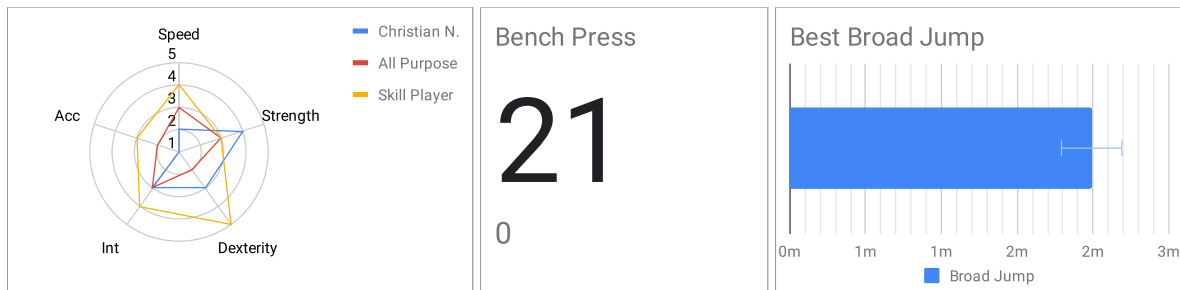 Speed
5
4
3
2
1
Acc
Strength
Int
Dexterity
Christian N.
All Purpose
Skill Player
Bench Press
21
0
Best Broad Jump
0m 1m 1m 2m 2m 3m
Broad Jump